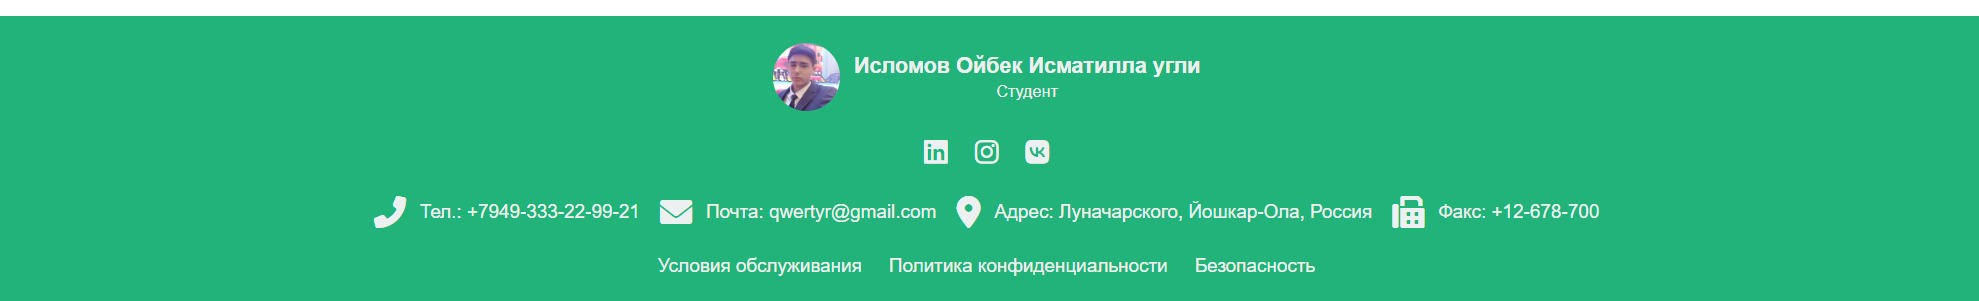 Исломов Ойбек Исматилла угли
Студент
Тел.: +7949-333-22-99-21 Почта: qwertyr@gmail.com Адрес: Луначарского, Йошкар-Ола, Россия Факс: +12-678-700
Условия обслуживания Политика конфиденциальности Безопасность